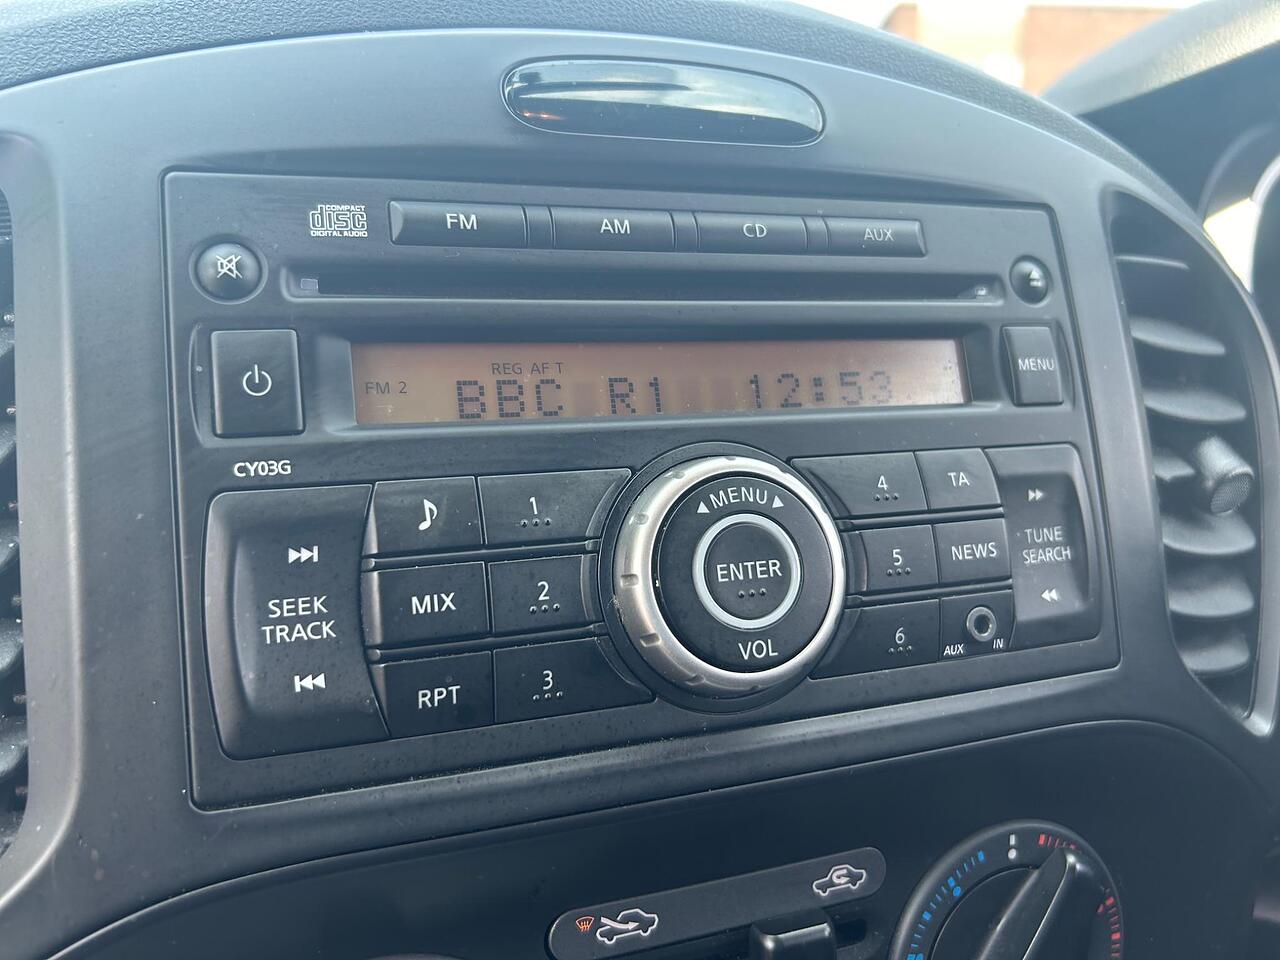 COMPACT
disc
DIGITAL AUDIO
FM
AM
CD
AUX
REG AF T
FM 2
BBC R1 12:53
MENU
CY03G
SEEK
TRACK
1
MIX
2
RPT
3
MENU
ENTER
VOL
4
TA
5
NEWS
6
AUX IN
TUNE
SEARCH